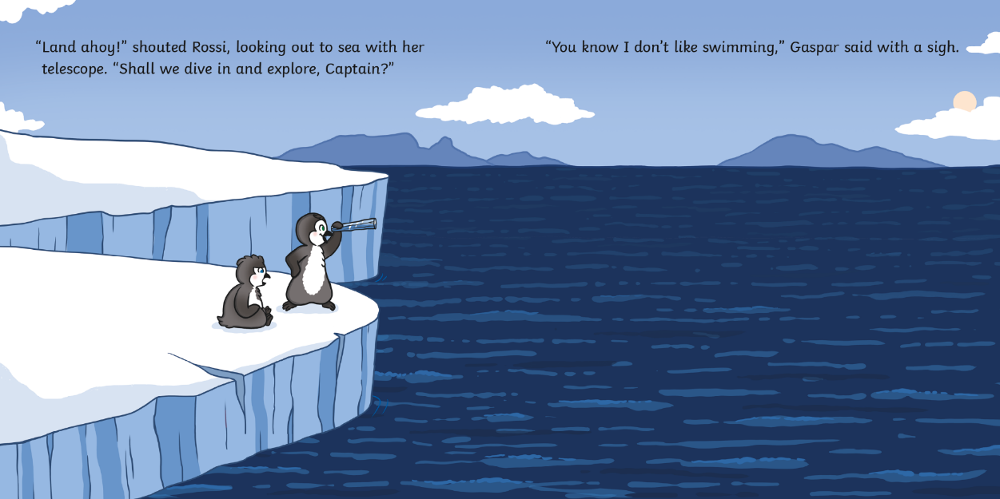 “Land ahoy!” shouted Rossi, looking out to sea with her
telescope. “Shall we dive in and explore, Captain?”
“You know I don’t like swimming,” Gaspar said with a sigh.